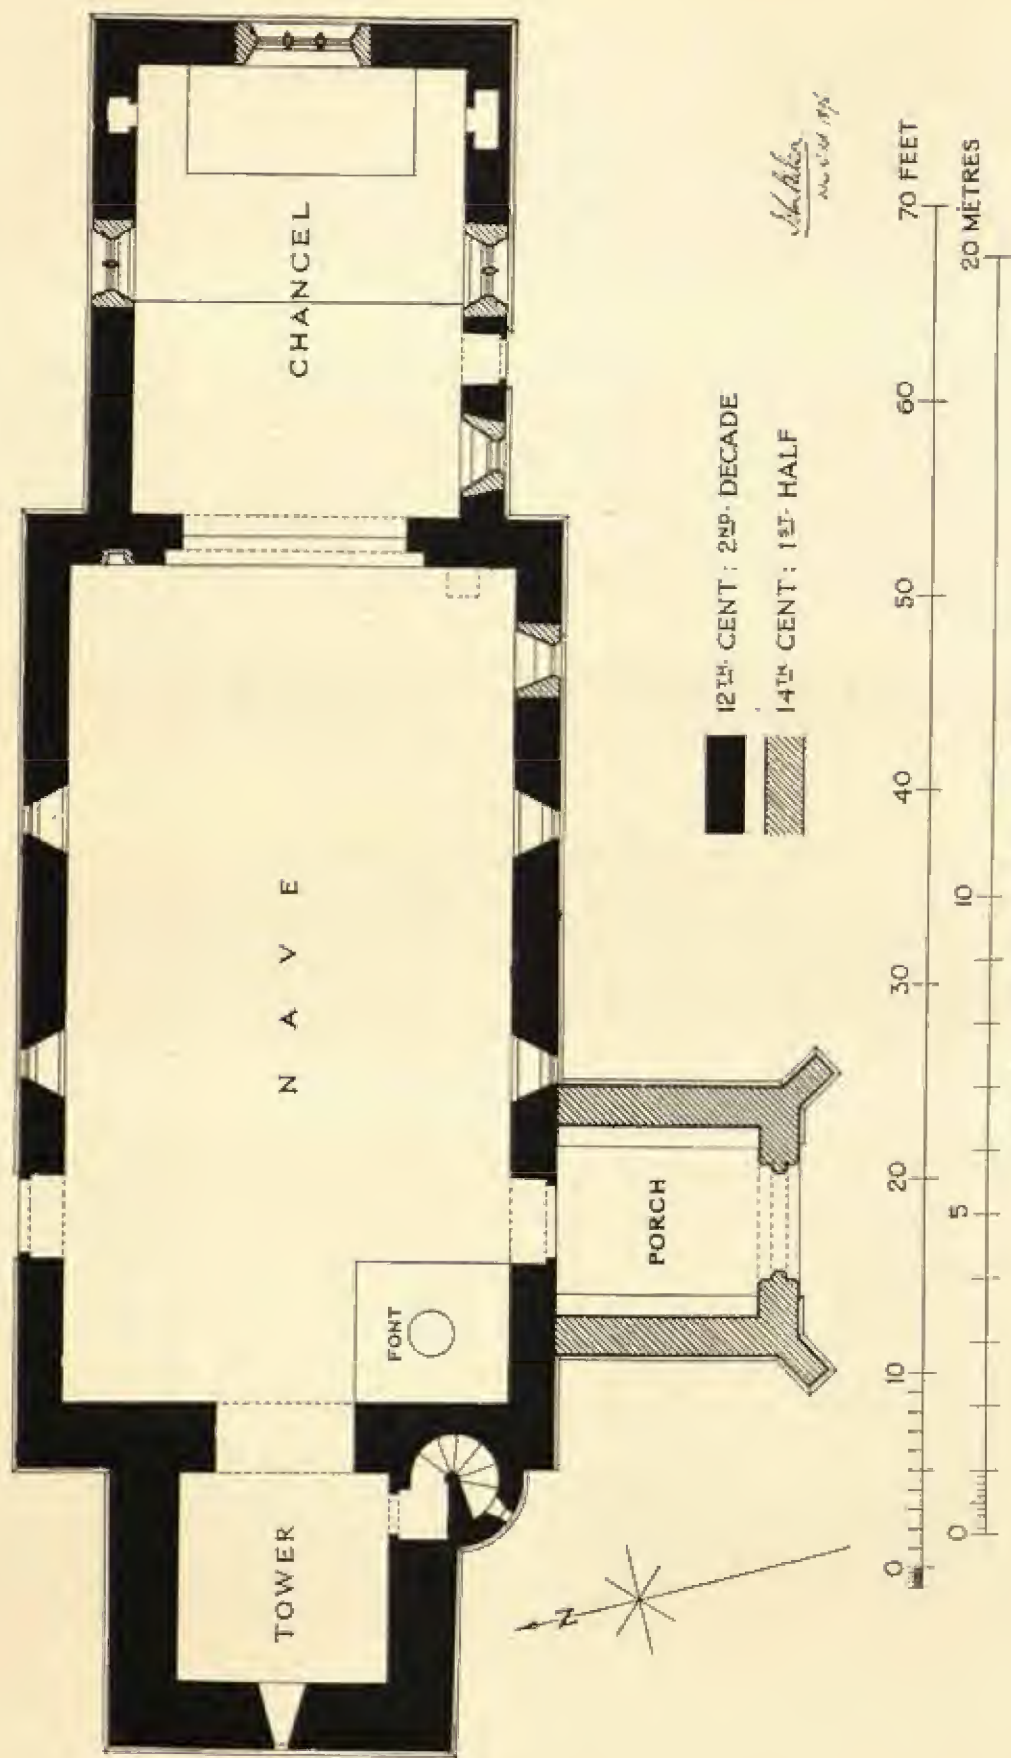 CHANCEL
NAVE
FONT
TOWER
PORCH
N
12TH CENT: 2ND DECADE
14TH CENT: 1ST HALF
0 10 20 30 40 50 60 70 FEET
0 5 10 20 MÈTRES